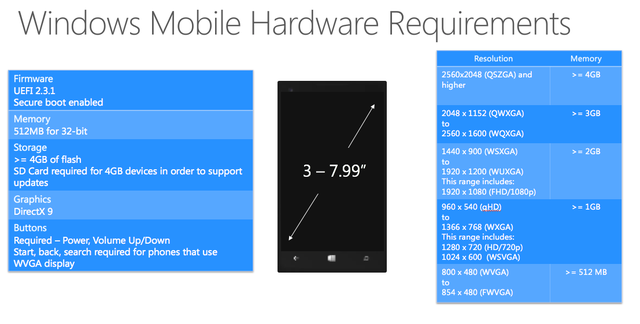 Windows Mobile Hardware Requirements
Firmware
UEFI 2.3.1
Secure boot enabled
Memory
512MB for 32-bit
Storage
>= 4GB of flash
SD Card required for 4GB devices in order to support
updates
Graphics
DirectX 9
Buttons
Required – Power, Volume Up/Down
Start, back, search required for phones that use
WVGA display
3 – 7.99"
Resolution Memory
2560x2048 (QSZGA) and >= 4GB
higher
2048 x 1152 (QWXGA) >= 3GB
to
2560 x 1600 (WQXGA)
1440 x 900 (WSXGA) >= 2GB
to
1920 x 1200 (WUXGA)
This range includes:
1920 x 1080 (FHD/1080p)
960 x 540 (qHD) >= 1GB
to
1366 x 768 (WXGA)
This range includes:
1280 x 720 (HD/720p)
1024 x 600 (WSVGA)
800 x 480 (WVGA) >= 512 MB
to
854 x 480 (FWVGA)